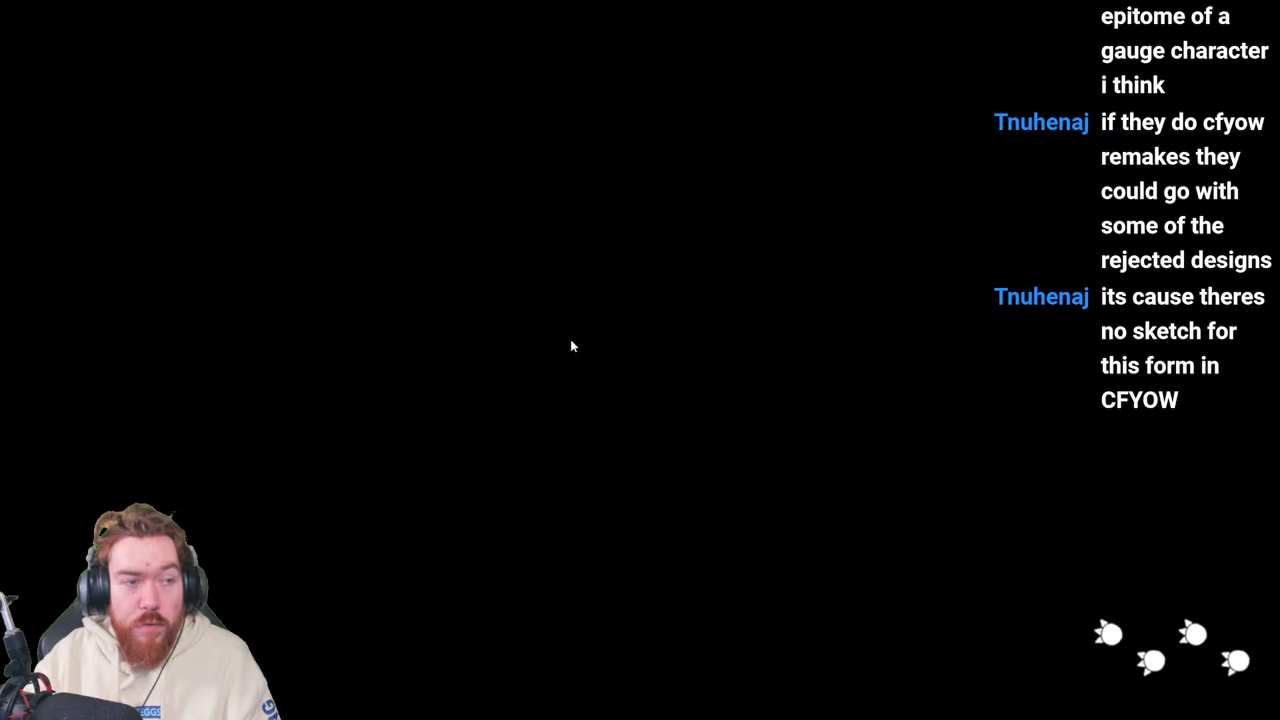 epitome of a
gauge character
i think
Tnuhenaj if they do cfyow
remakes they
could go with
some of the
rejected designs
Tnuhenaj its cause theres
no sketch for
this form in
CFYOW
EGGS